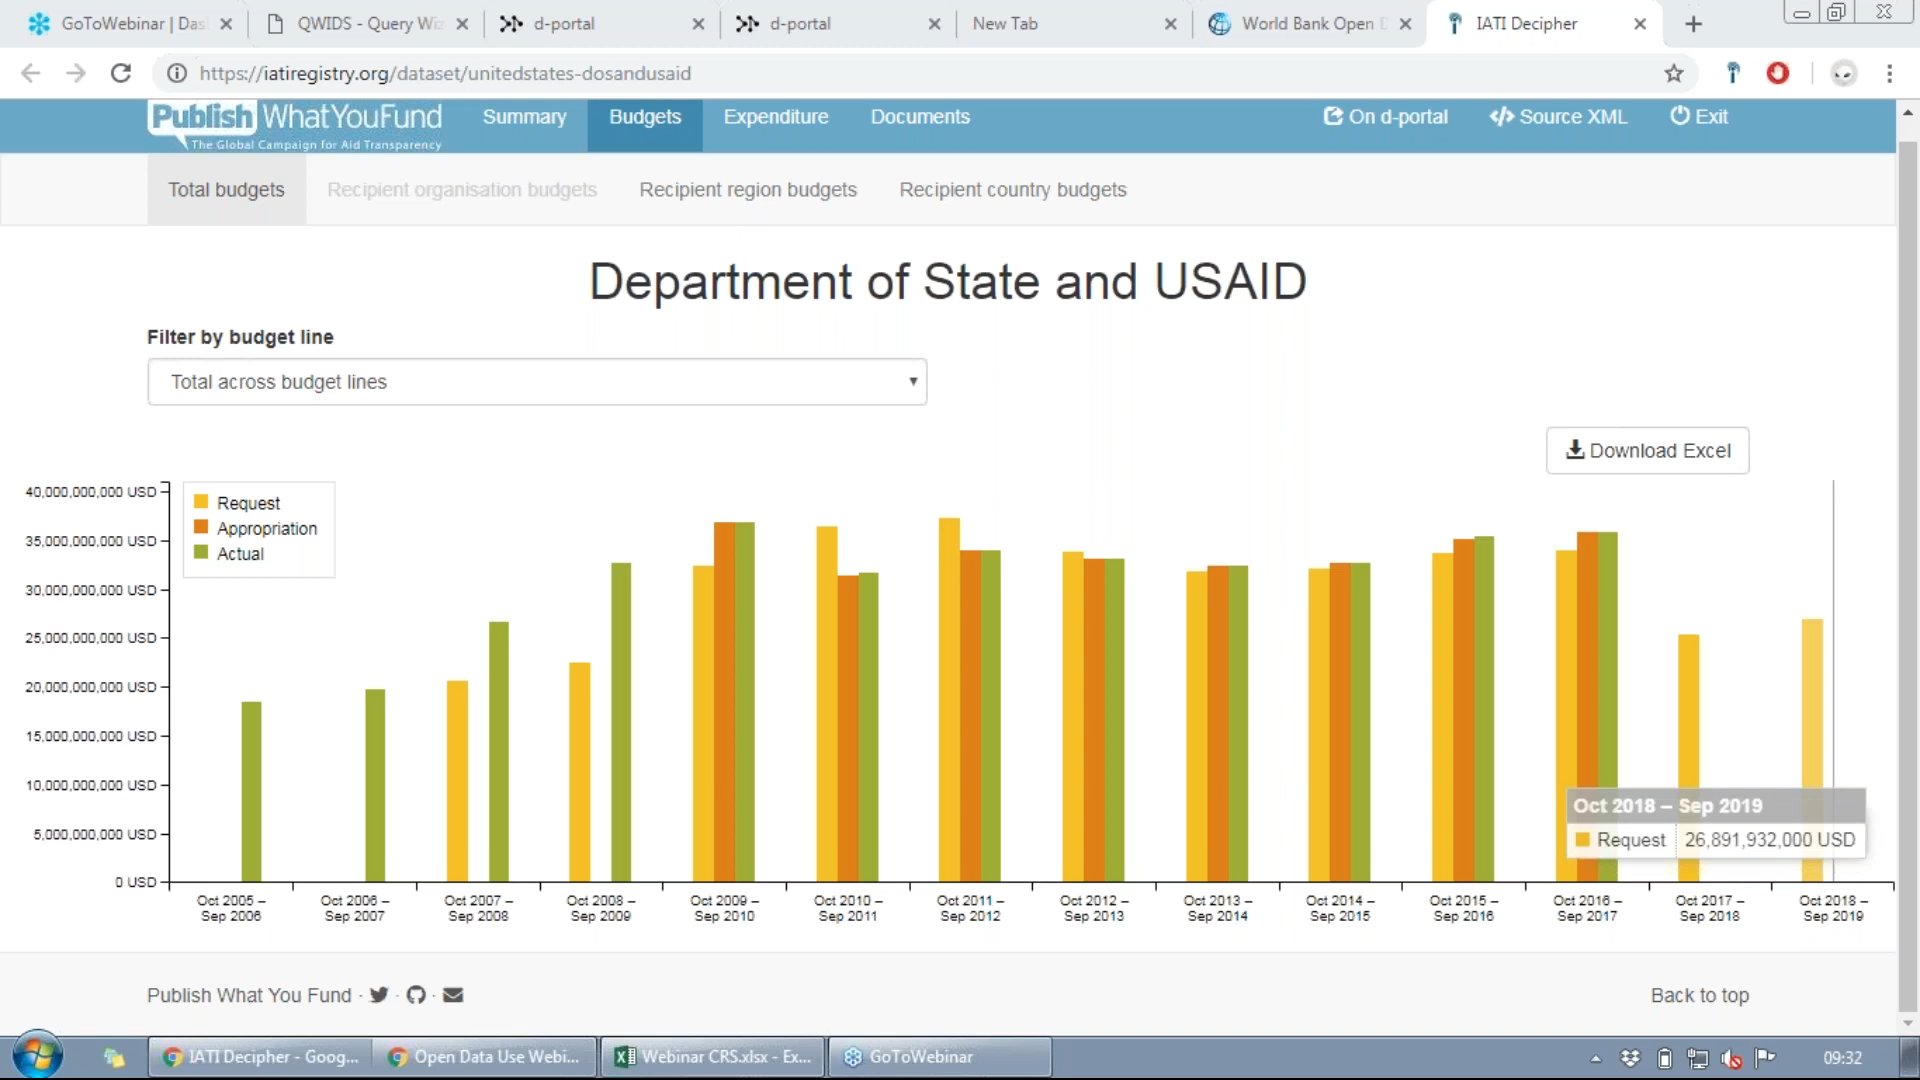 GoToWebinar | Das
QWIDS - Query Wiz
d-portal
d-portal
New Tab
World Bank Open D
IATI Decipher
https://iatiregistry.org/dataset/unitedstates-dosandusaid
Publish WhatYouFund
The Global Campaign for Aid Transparency
Summary
Budgets
Expenditure
Documents
On d-portal
Source XML
Exit
Total budgets
Recipient organisation budgets
Recipient region budgets
Recipient country budgets
Department of State and USAID
Filter by budget line
Total across budget lines
Download Excel
40,000,000,000 USD
35,000,000,000 USD
30,000,000,000 USD
25,000,000,000 USD
20,000,000,000 USD
15,000,000,000 USD
10,000,000,000 USD
5,000,000,000 USD
0 USD
Request
Appropriation
Actual
Oct 2018 – Sep 2019
Request 26,891,932,000 USD
Oct 2005 –
Sep 2006
Oct 2006 –
Sep 2007
Oct 2007 –
Sep 2008
Oct 2008 –
Sep 2009
Oct 2009 –
Sep 2010
Oct 2010 –
Sep 2011
Oct 2011 –
Sep 2012
Oct 2012 –
Sep 2013
Oct 2013 –
Sep 2014
Oct 2014 –
Sep 2015
Oct 2015 –
Sep 2016
Oct 2016 –
Sep 2017
Oct 2017 –
Sep 2018
Oct 2018 –
Sep 2019
Publish What You Fund · · ·
Back to top
IATI Decipher - Goog...
Open Data Use Webi...
Webinar CRS.xlsx - Ex...
GoToWebinar
09:32